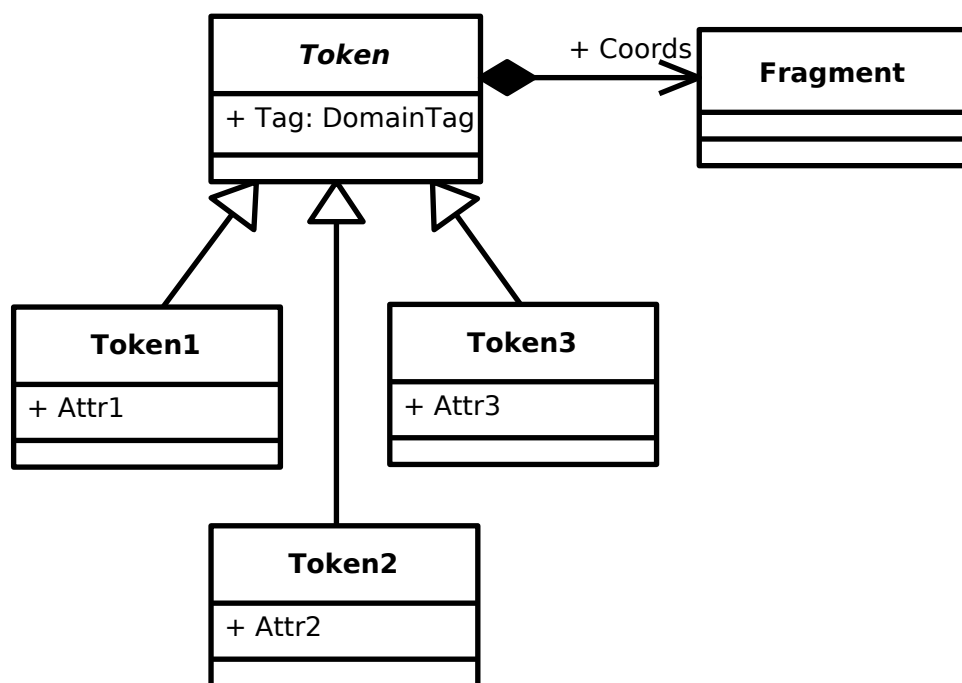 Token
+ Tag: DomainTag
+ Coords
Fragment
Token1
+ Attr1
Token3
+ Attr3
Token2
+ Attr2